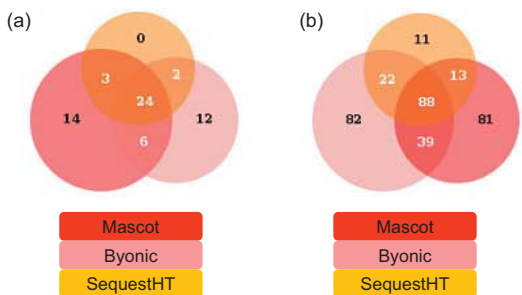 (a)
0
3
2
24
14
12
6
Mascot
Byonic
SequestHT
(b)
11
22
13
88
82
81
39
Mascot
Byonic
SequestHT